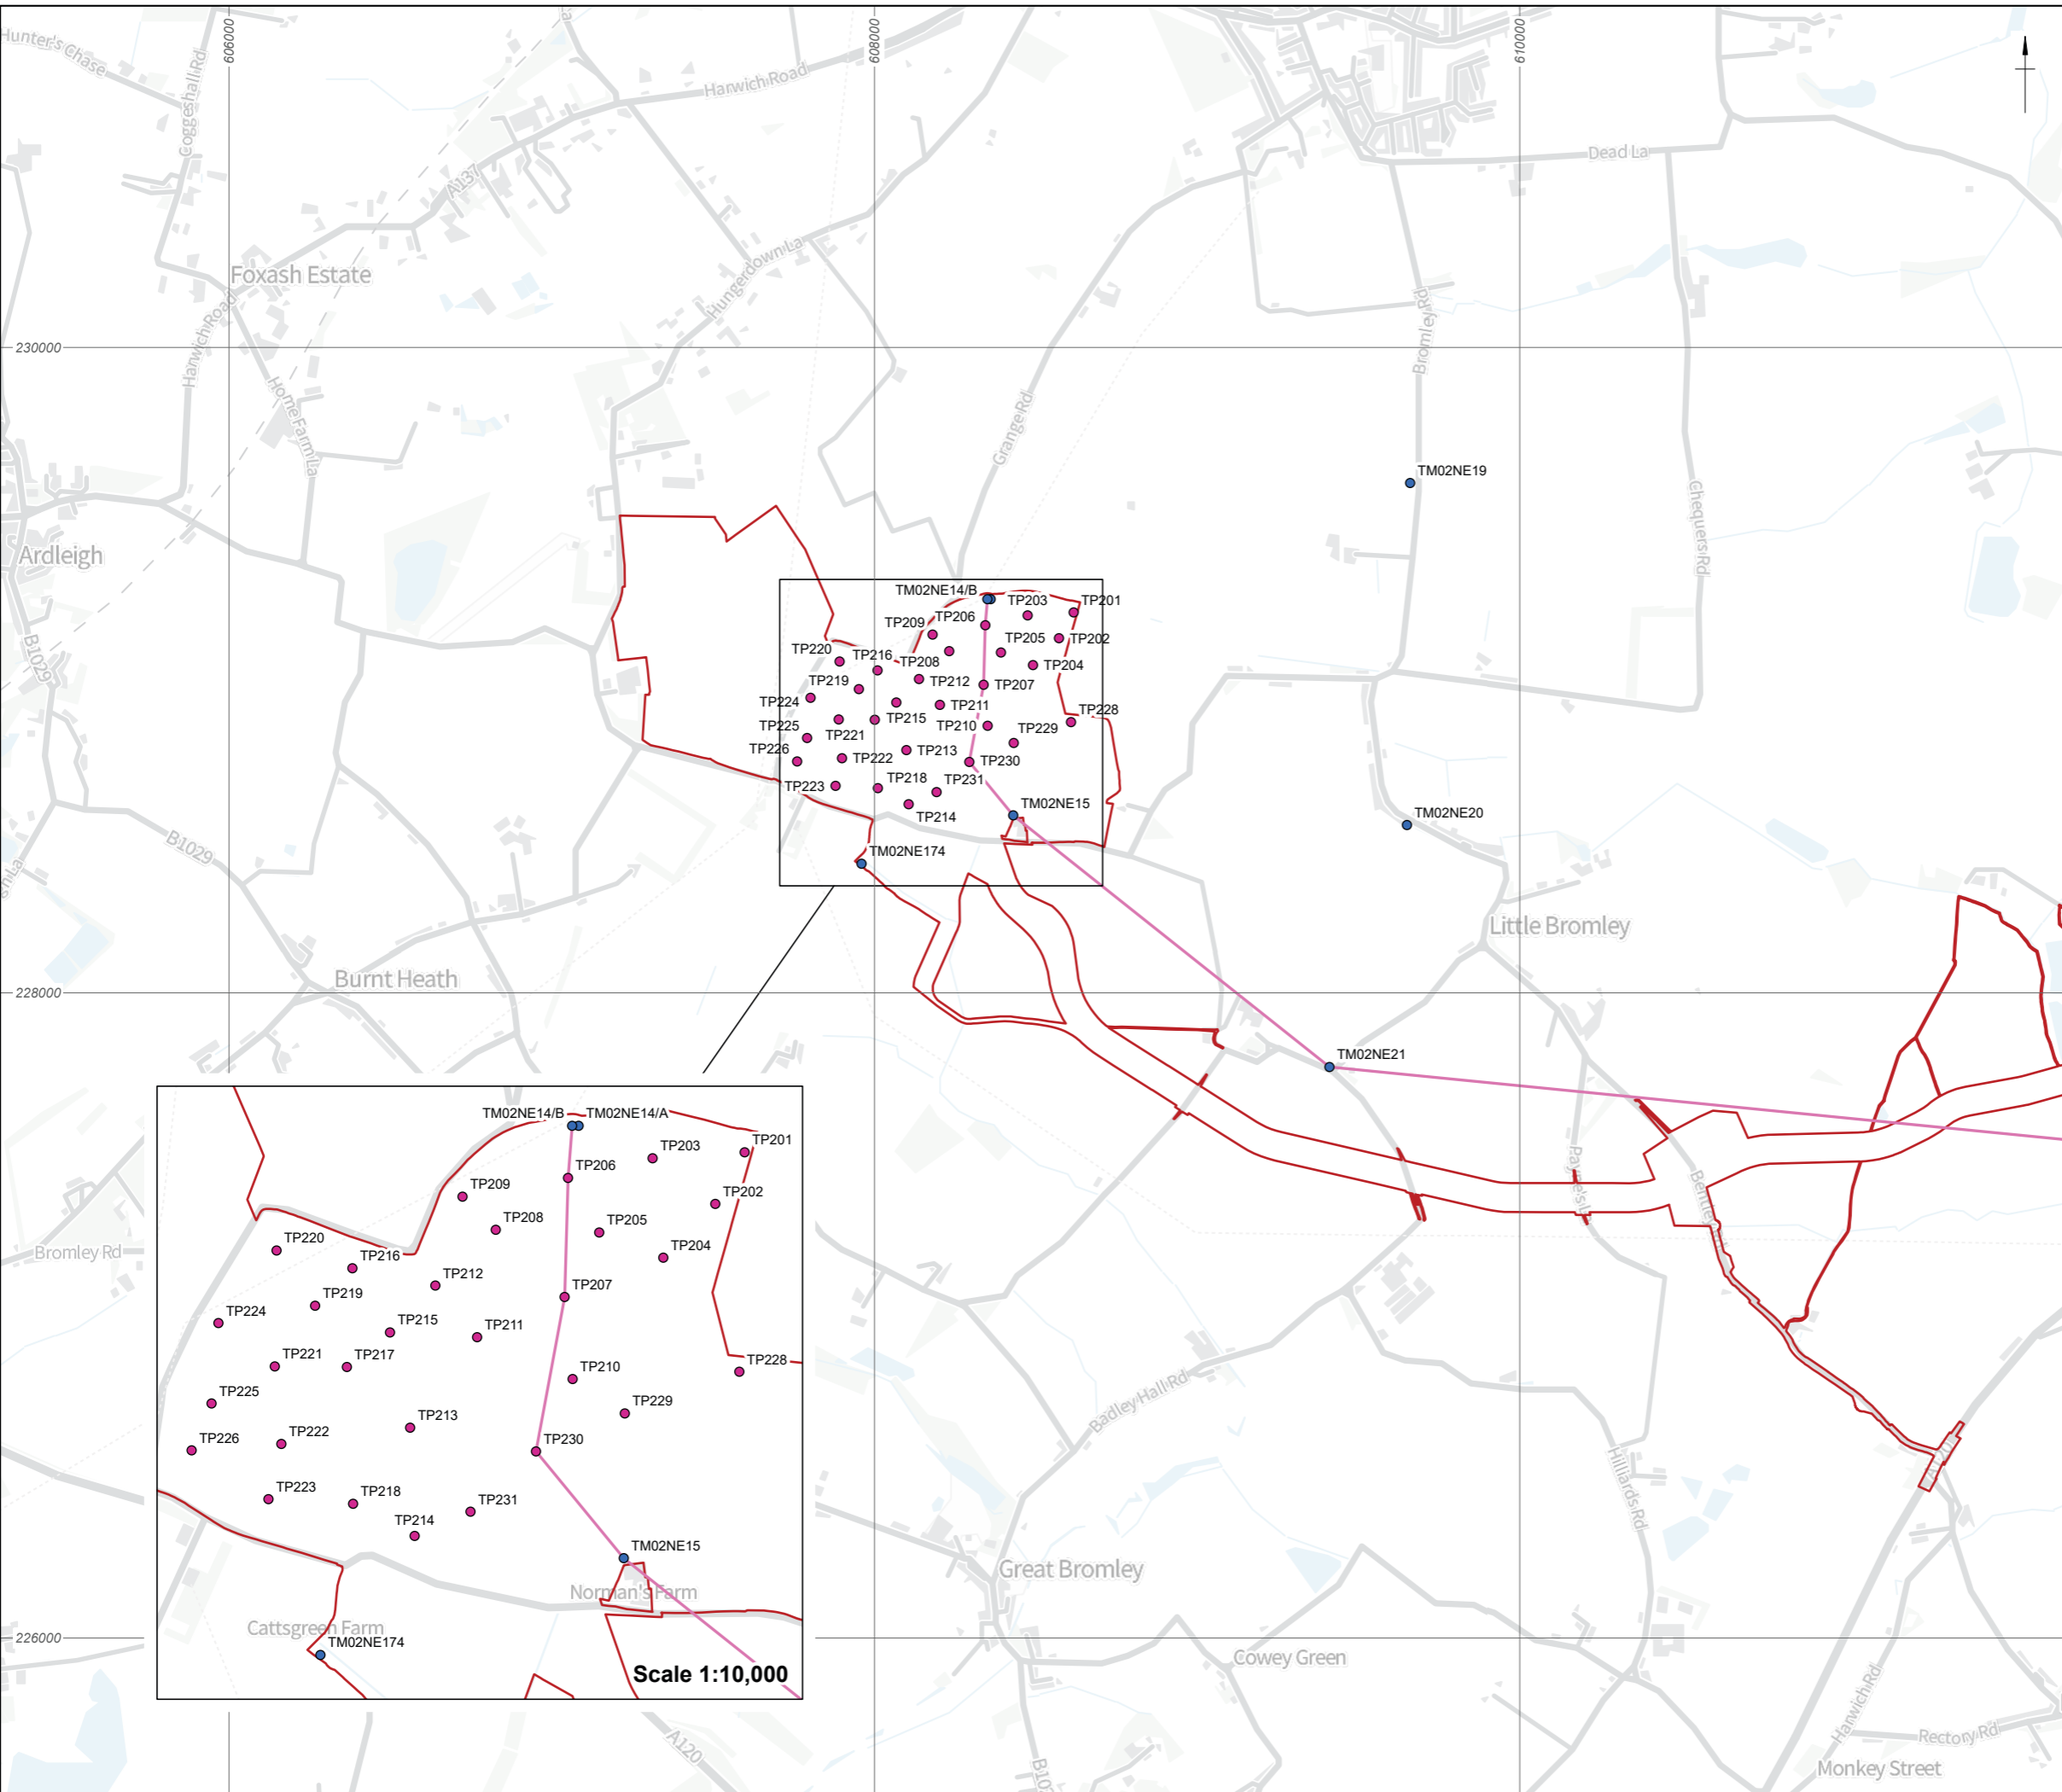 606000
608000
610000
Hunter's Chase
Coggeshall Rd
Harwich Road
A137
Dead La
Hungerdown La
Foxash Estate
Harwich Road
Bromley Rd
230000
Home Farm La
Grange Rd
TM02NE19
Chequers Rd
Ardleigh
TM02NE14/B
TP203
TP201
TP206
TP209
TP205
TP202
TP220
TP216
TP208
TP204
B1029
TP219
TP212
TP207
TP224
TP211
TP228
TP215
TP210
TP225
TP221
TP229
TP226
TP213
TP222
TP230
TP218
TP231
TP223
TM02NE15
TP214
TM02NE20
B1029
TM02NE174
Little Bromley
Burnt Heath
228000
TM02NE21
TM02NE14/B
TM02NE14/A
TP201
TP203
TP206
TP202
TP209
TP208
TP205
Payne's La
Bromley Rd
TP220
TP204
TP216
TP212
TP207
TP219
TP224
TP215
TP211
TP221
TP217
TP228
TP210
TP225
Badley Hall Rd
TP229
TP213
TP226
TP222
TP230
Hilliards Rd
TP223
TP218
TP231
TP214
TM02NE15
Great Bromley
Norman's Farm
Cattsgreen Farm
226000
TM02NE174
Cowey Green
Scale 1:10,000
Harwich Rd
Rectory Rd
A120
Monkey Street